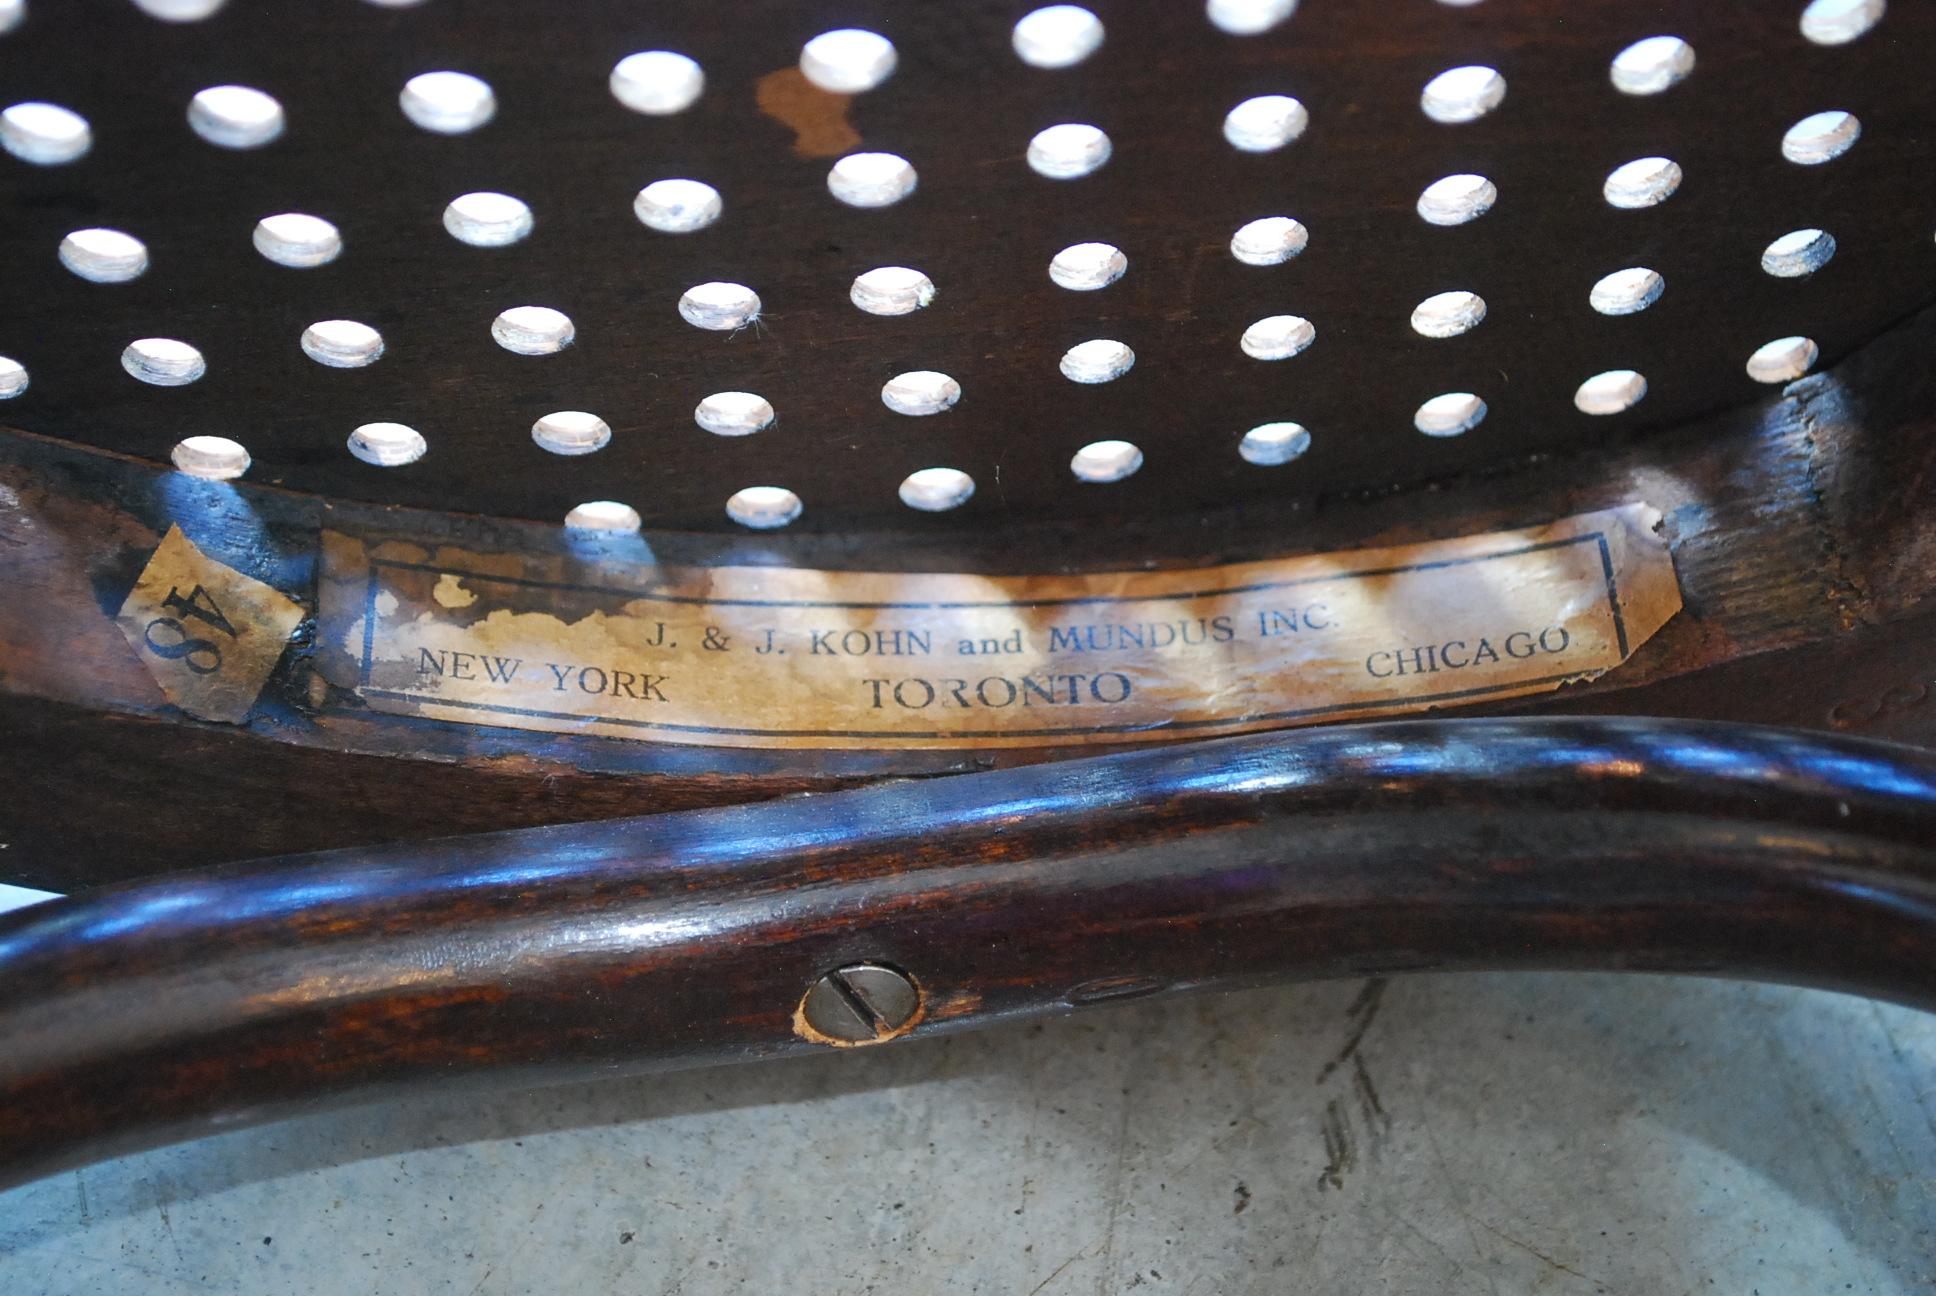 48
J. & J. KOHN and MUNDUS INC.
NEW YORK TORONTO CHICAGO